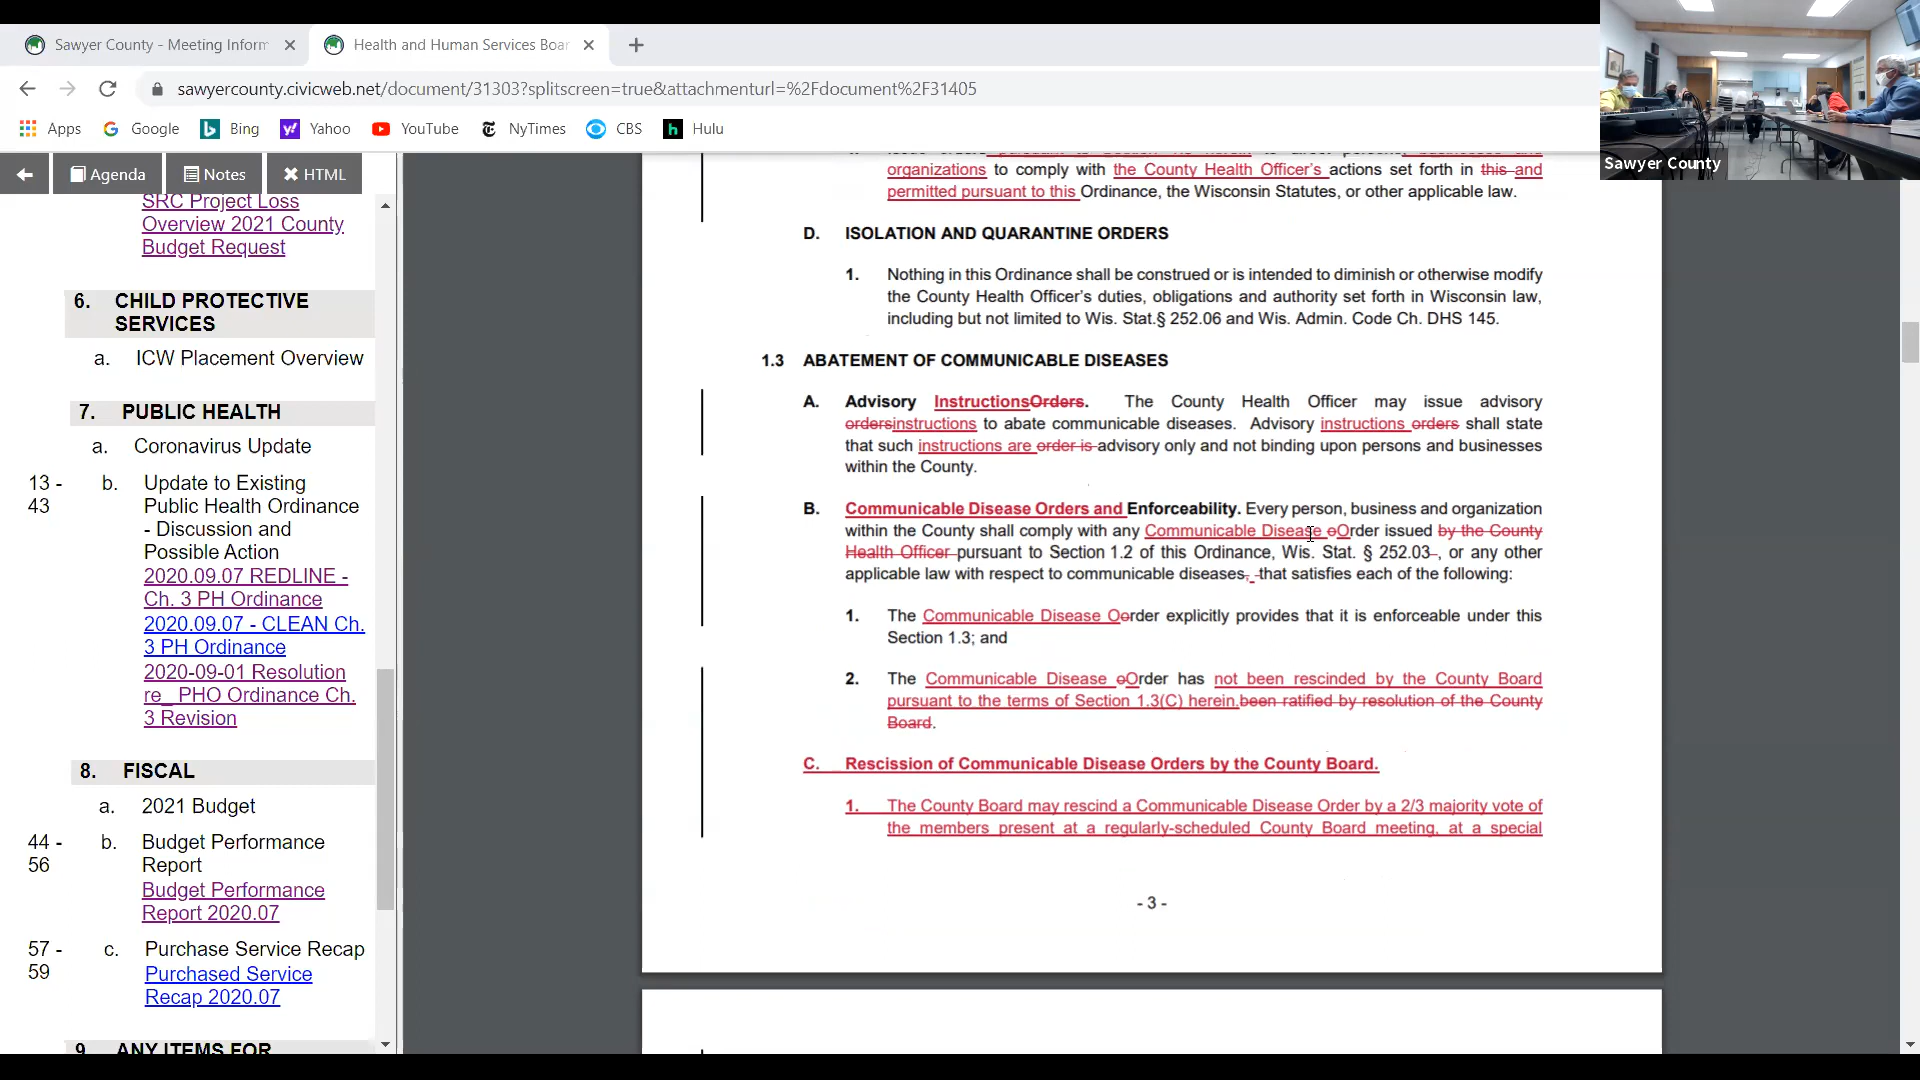 Sawyer County - Meeting Inform
Health and Human Services Boar
sawyercounty.civicweb.net/document/31303?splitscreen=true&attachmenturl=%2Fdocument%2F31405
Apps Google Bing Yahoo YouTube NyTimes CBS Hulu
Sawyer County
Agenda Notes HTML
SRC Project Loss
Overview 2021 County
Budget Request
6. CHILD PROTECTIVE
SERVICES
a. ICW Placement Overview
7. PUBLIC HEALTH
a. Coronavirus Update
13 - b. Update to Existing
43 Public Health Ordinance
- Discussion and
Possible Action
2020.09.07 REDLINE -
Ch. 3 PH Ordinance
2020.09.07 - CLEAN Ch.
3 PH Ordinance
2020-09-01 Resolution
re_ PHO Ordinance Ch.
3 Revision
8. FISCAL
a. 2021 Budget
44 - b. Budget Performance
56 Report
Budget Performance
Report 2020.07
57 - c. Purchase Service Recap
59 Purchased Service
Recap 2020.07
9. ANY ITEMS FOR
organizations to comply with the County Health Officer's actions set forth in this and
permitted pursuant to this Ordinance, the Wisconsin Statutes, or other applicable law.
D. ISOLATION AND QUARANTINE ORDERS
1. Nothing in this Ordinance shall be construed or is intended to diminish or otherwise modify
the County Health Officer's duties, obligations and authority set forth in Wisconsin law,
including but not limited to Wis. Stat.§ 252.06 and Wis. Admin. Code Ch. DHS 145.
1.3 ABATEMENT OF COMMUNICABLE DISEASES
A. Advisory InstructionsOrders. The County Health Officer may issue advisory
ordersinstructions to abate communicable diseases. Advisory instructions orders shall state
that such instructions are order is advisory only and not binding upon persons and businesses
within the County.
B. Communicable Disease Orders and Enforceability. Every person, business and organization
within the County shall comply with any Communicable Disease oOrder issued by the County
Health Officer pursuant to Section 1.2 of this Ordinance, Wis. Stat. § 252.03 , or any other
applicable law with respect to communicable diseases, that satisfies each of the following:
1. The Communicable Disease Oorder explicitly provides that it is enforceable under this
Section 1.3; and
2. The Communicable Disease oOrder has not been rescinded by the County Board
pursuant to the terms of Section 1.3(C) herein.been ratified by resolution of the County
Board.
C. Rescission of Communicable Disease Orders by the County Board.
1. The County Board may rescind a Communicable Disease Order by a 2/3 majority vote of
the members present at a regularly-scheduled County Board meeting, at a special
- 3 -